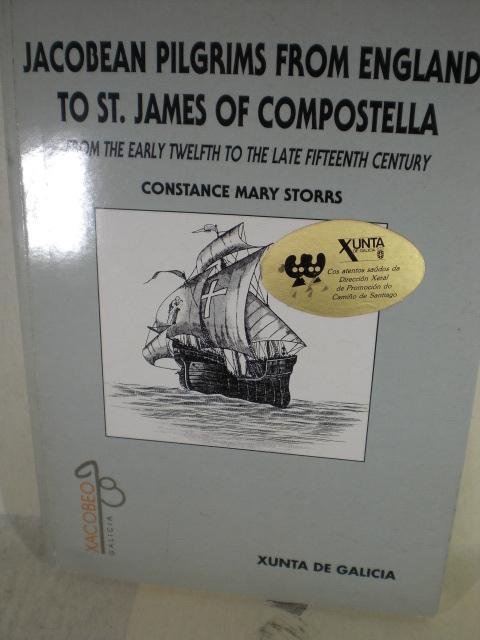 JACOBEAN PILGRIMS FROM ENGLAND
TO ST. JAMES OF COMPOSTELLA
FROM THE EARLY TWELFTH TO THE LATE FIFTEENTH CENTURY
CONSTANCE MARY STORRS
XUNTA
DE GALICIA
Cos atentos saúdos da
Dirección Xeral
de Promoción do
Camiño de Santiago
XACOBEO
GALICIA
XUNTA DE GALICIA